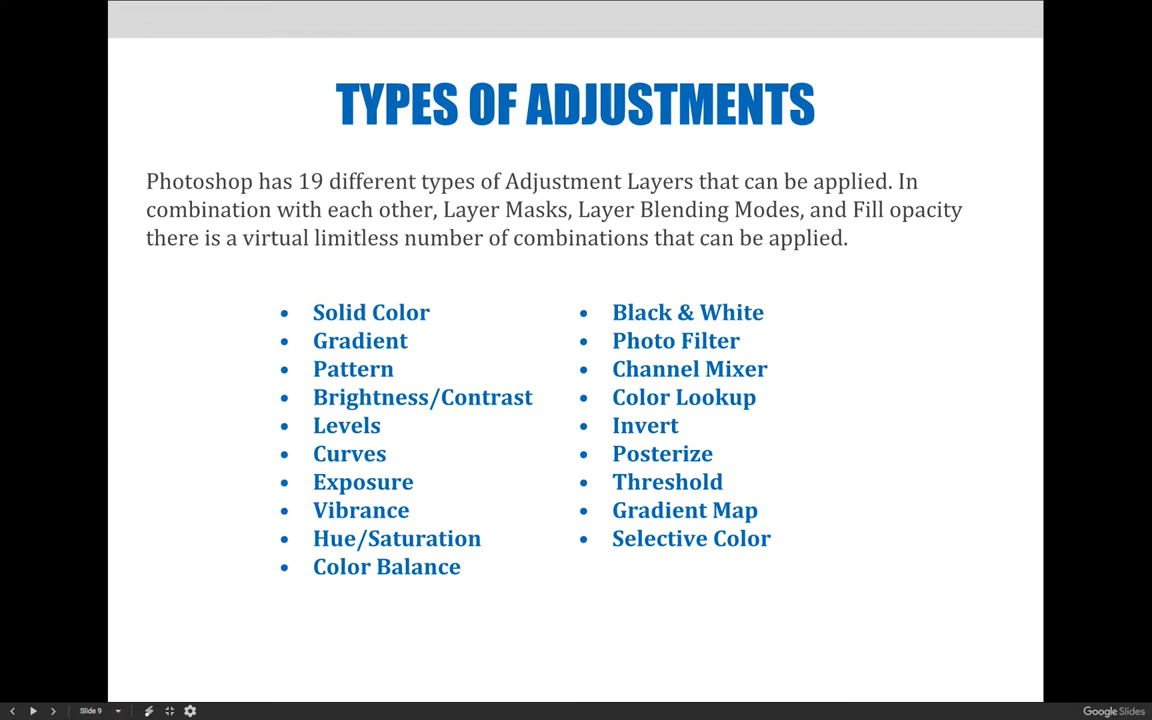 TYPES OF ADJUSTMENTS
Photoshop has 19 different types of Adjustment Layers that can be applied. In
combination with each other, Layer Masks, Layer Blending Modes, and Fill opacity
there is a virtual limitless number of combinations that can be applied.
• Solid Color
• Gradient
• Pattern
• Brightness/Contrast
• Levels
• Curves
• Exposure
• Vibrance
• Hue/Saturation
• Color Balance
• Black & White
• Photo Filter
• Channel Mixer
• Color Lookup
• Invert
• Posterize
• Threshold
• Gradient Map
• Selective Color
Slide 9
Google Slides